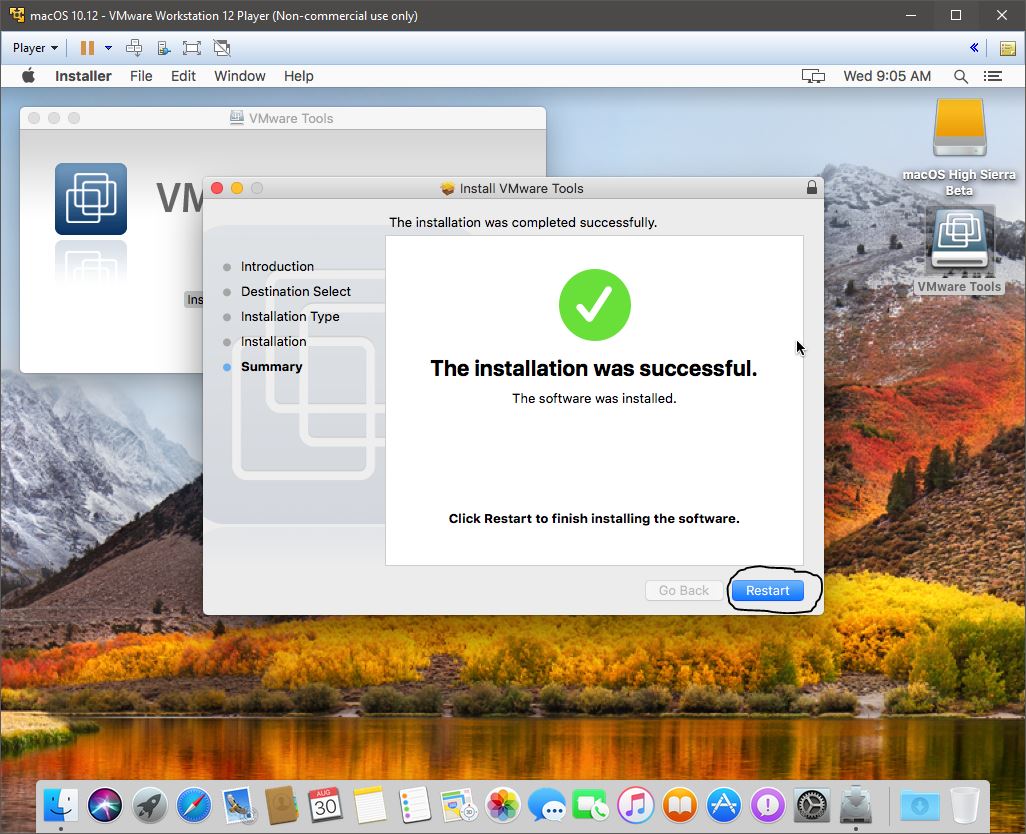 macOS 10.12 - VMware Workstation 12 Player (Non-commercial use only)
Player
Installer File Edit Window Help Wed 9:05 AM
VMware Tools
macOS High Sierra
Beta
VMware Tools
VM
Ins
Install VMware Tools
The installation was completed successfully.
Introduction
Destination Select
Installation Type
Installation
Summary
The installation was successful.
The software was installed.
Click Restart to finish installing the software.
Go Back Restart
AUG
30